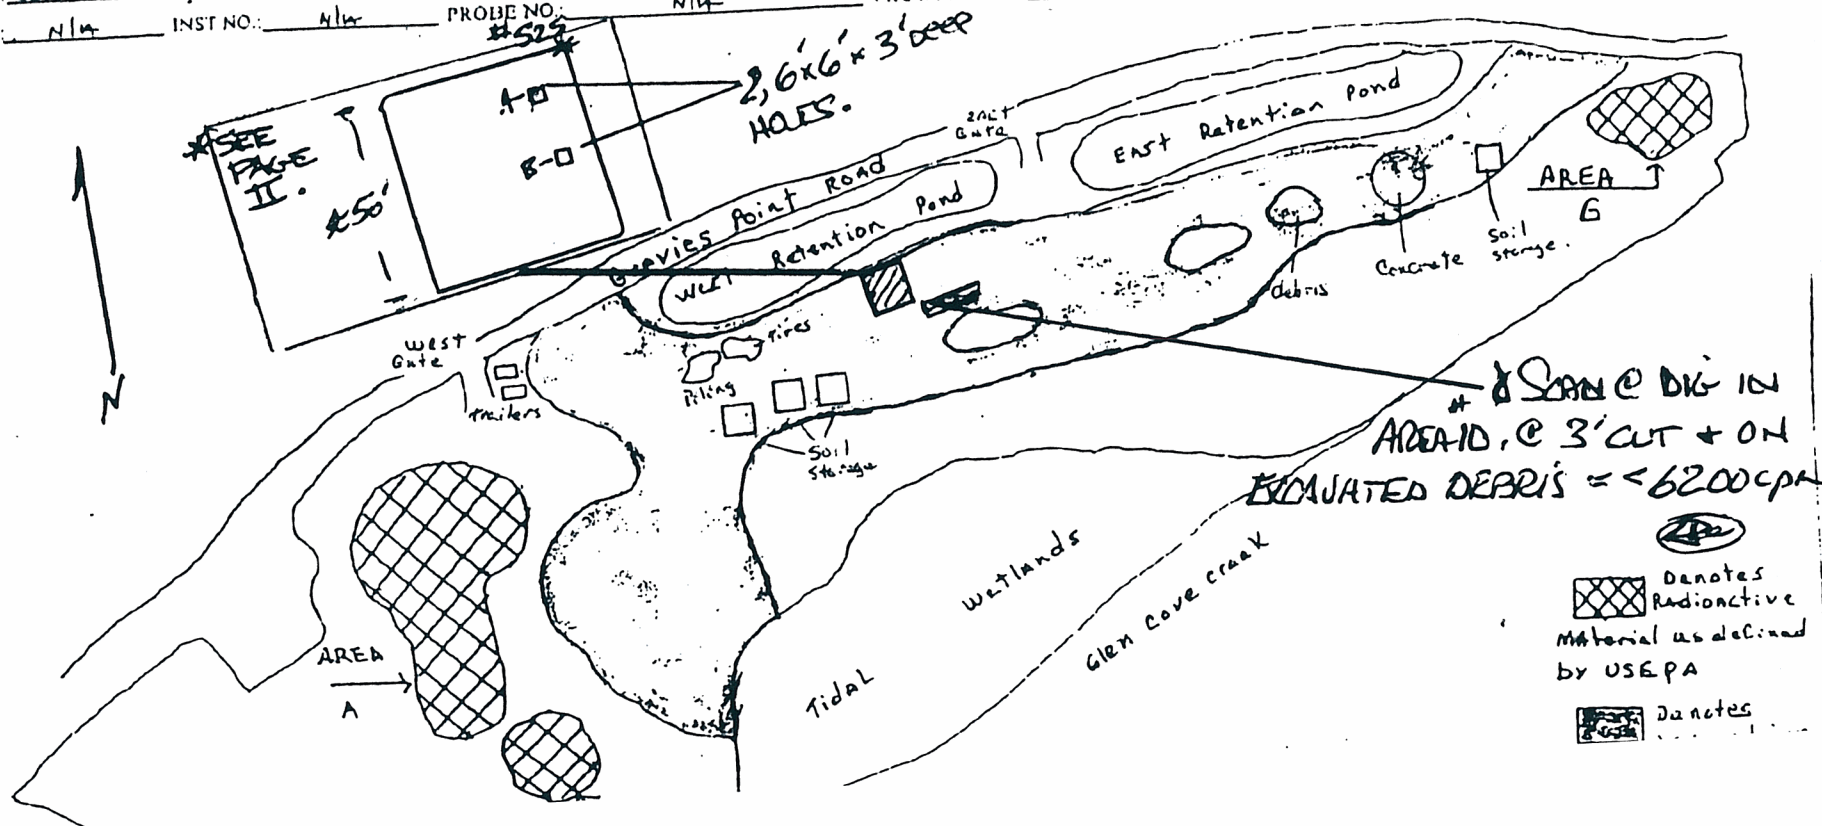 N/A INST NO.: N/A PROBE NO.: N/A
#525
2, 6'x6'x 3' DEEP
HOLES.
A-
B-
*SEE
PAGE
II.
±50'
N
Garvies Point Road
East
Gate
East Retention Pond
West Retention Pond
West
Gate
trailers
Tires
Piling
Soil
Storage
debris
Concrete
Soil
Storage.
AREA
G
SCAN @ DIG IN
AREA 10, @ 3' CUT + ON
EXCAVATED DEBRIS = <6200cpm
Denotes
Radioactive
Material as defined
by USEPA
Denotes
AREA
A
Tidal Wetlands
Glen Cove creek